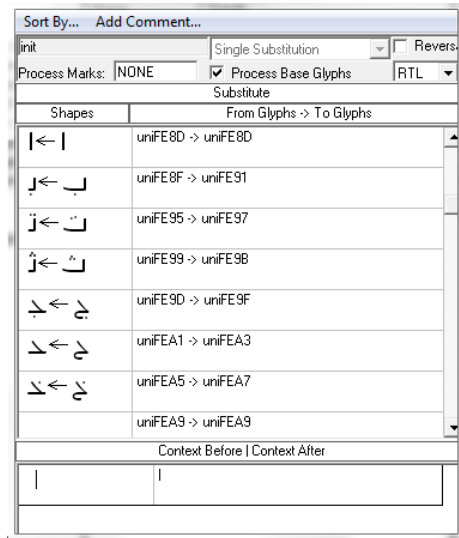 Sort By... Add Comment...
init Single Substitution Revers
Process Marks: NONE Process Base Glyphs RTL
Substitute
Shapes From Glyphs -> To Glyphs
ا ← ا uniFE8D -> uniFE8D
ب ← ﺑ uniFE8F -> uniFE91
ت ← ﺗ uniFE95 -> uniFE97
ث ← ﺛ uniFE99 -> uniFE9B
ج ← ﺟ uniFE9D -> uniFE9F
ح ← ﺣ uniFEA1 -> uniFEA3
خ ← ﺧ uniFEA5 -> uniFEA7
uniFEA9 -> uniFEA9
Context Before | Context After